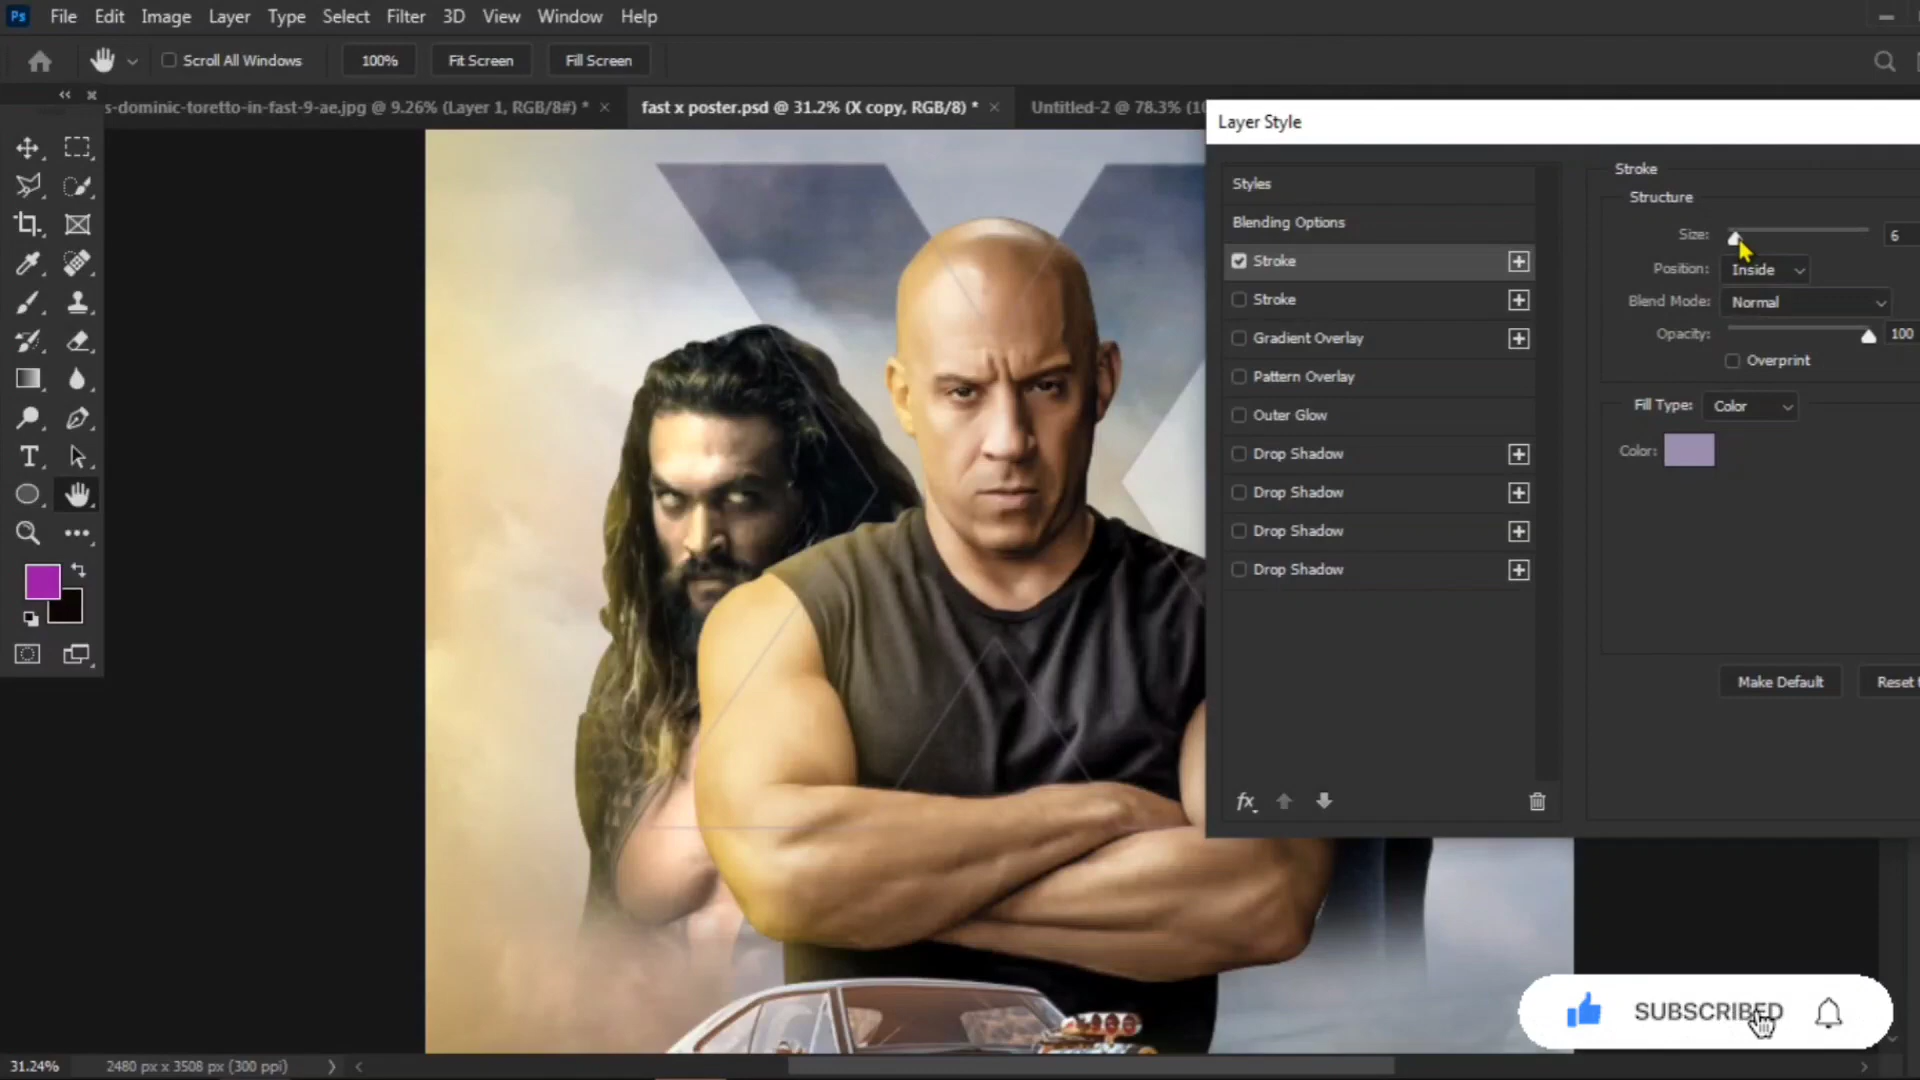 Ps File Edit Image Layer Type Select Filter 3D View Window Help
Scroll All Windows 100% Fit Screen Fill Screen
s-dominic-toretto-in-fast-9-ae.jpg @ 9.26% (Layer 1, RGB/8#) * fast x poster.psd @ 31.2% (X copy, RGB/8) * Untitled-2 @ 78.3% (10
Layer Style
Styles
Blending Options
Stroke
Stroke
Gradient Overlay
Pattern Overlay
Outer Glow
Drop Shadow
Drop Shadow
Drop Shadow
Drop Shadow
fx
Stroke
Structure
Size: 6
Position: Inside
Blend Mode: Normal
Opacity: 100
Overprint
Fill Type: Color
Color:
Make Default Reset t
T
SUBSCRIBED
31.24% 2480 px x 3508 px (300 ppi)